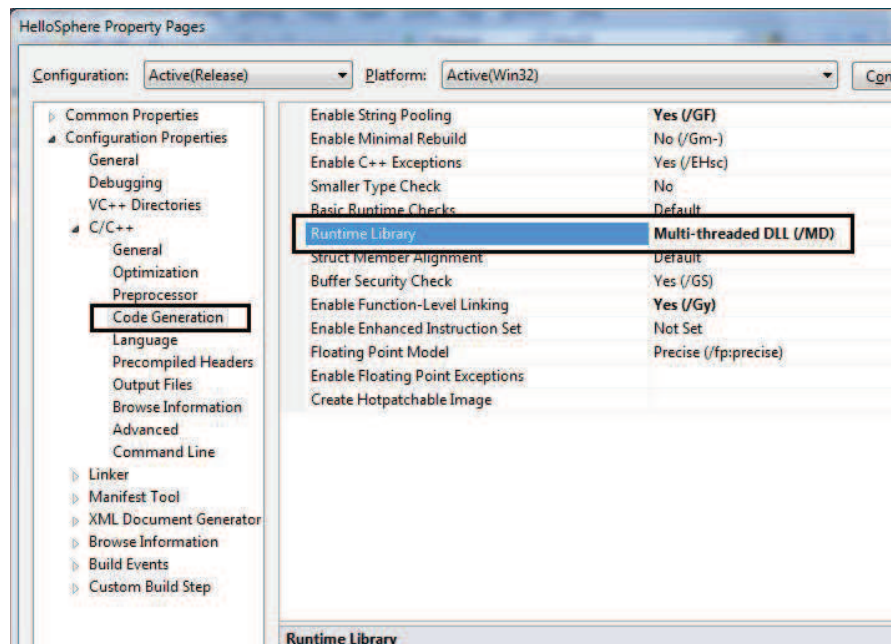 HelloSphere Property Pages
Configuration: Active(Release) Platform: Active(Win32) Con
Common Properties
Configuration Properties
General
Debugging
VC++ Directories
C/C++
General
Optimization
Preprocessor
Code Generation
Language
Precompiled Headers
Output Files
Browse Information
Advanced
Command Line
Linker
Manifest Tool
XML Document Generator
Browse Information
Build Events
Custom Build Step
Enable String Pooling Yes (/GF)
Enable Minimal Rebuild No (/Gm-)
Enable C++ Exceptions Yes (/EHsc)
Smaller Type Check No
Basic Runtime Checks Default
Runtime Library Multi-threaded DLL (/MD)
Struct Member Alignment Default
Buffer Security Check Yes (/GS)
Enable Function-Level Linking Yes (/Gy)
Enable Enhanced Instruction Set Not Set
Floating Point Model Precise (/fp:precise)
Enable Floating Point Exceptions
Create Hotpatchable Image
Runtime Library